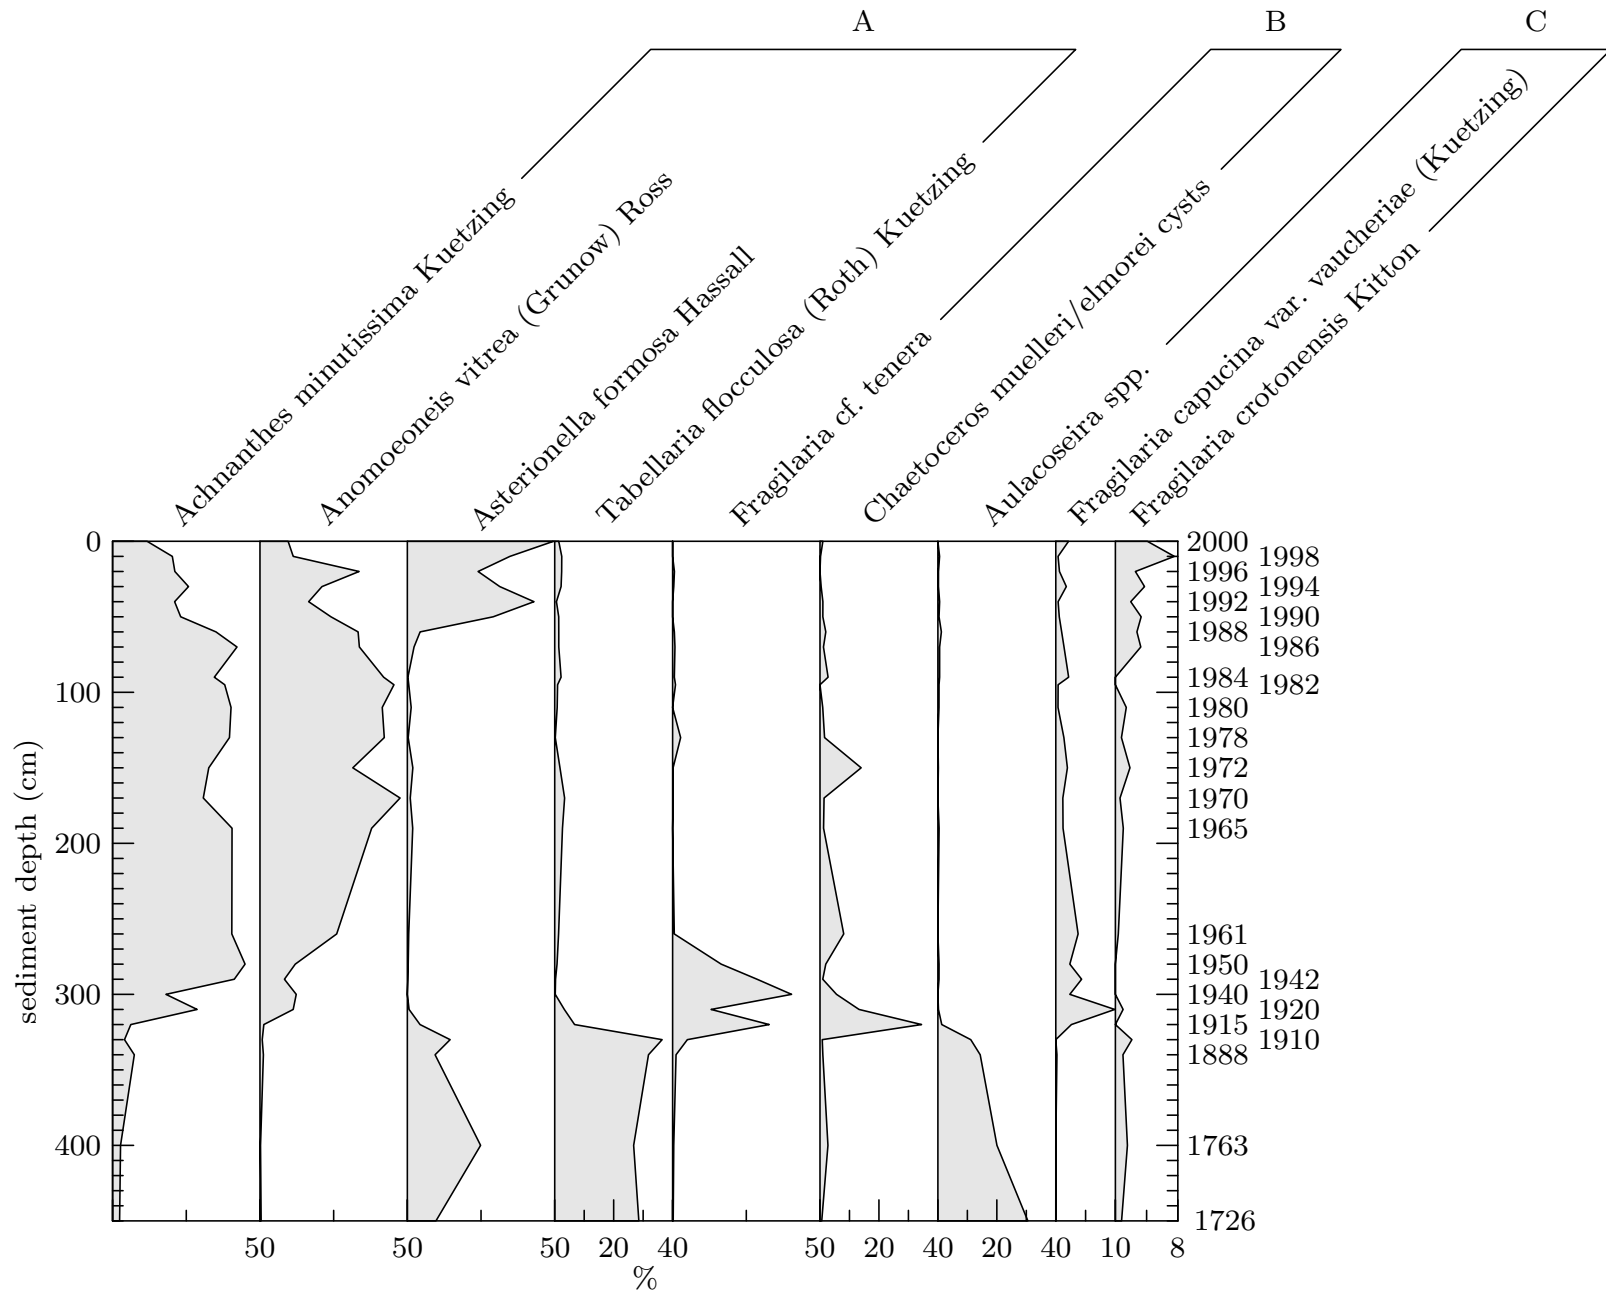 A
B
C
Achnanthes minutissima Kuetzing
Anomoeoneis vitrea (Grunow) Ross
Asterionella formosa Hassall
Tabellaria flocculosa (Roth) Kuetzing
Fragilaria cf. tenera
Chaetoceros muelleri/elmorei cysts
Aulacoseira spp.
Fragilaria capucina var. vaucheriae (Kuetzing)
Fragilaria crotonensis Kitton
sediment depth (cm)
0
100
200
300
400
2000
1998
1996
1994
1992
1990
1988
1986
1984
1982
1980
1978
1972
1970
1965
1961
1950
1942
1940
1920
1915
1910
1888
1763
1726
50 50 50 20 40 50 20 40 20 40 10 8
%